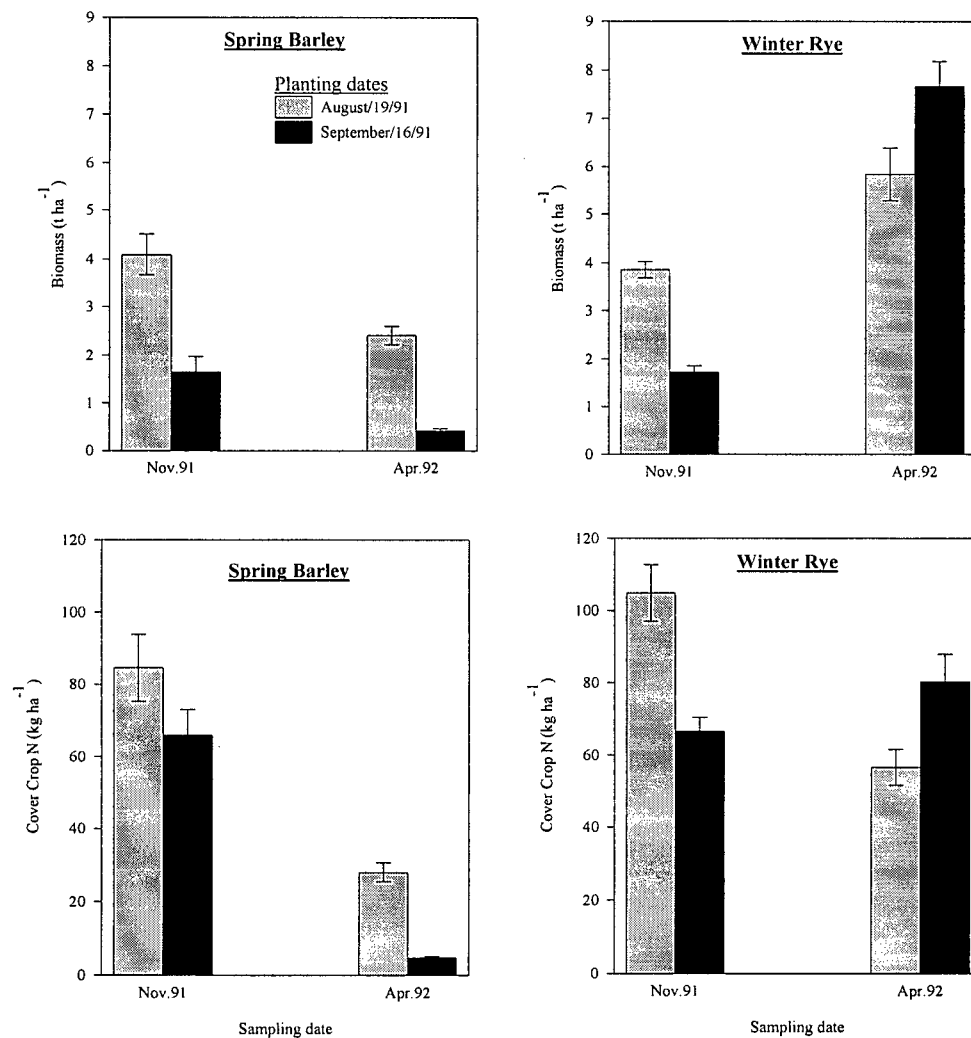 Spring Barley
Planting dates
August/19/91
September/16/91
Biomass (t ha-1)
9
8
7
6
5
4
3
2
1
0
Nov.91
Apr.92
Winter Rye
Biomass (t ha-1)
9
8
7
6
5
4
3
2
1
0
Nov.91
Apr.92
Spring Barley
Cover Crop N (kg ha-1)
120
100
80
60
40
20
0
Nov.91
Apr.92
Sampling date
Winter Rye
Cover Crop N (kg ha-1)
120
100
80
60
40
20
0
Nov.91
Apr.92
Sampling date